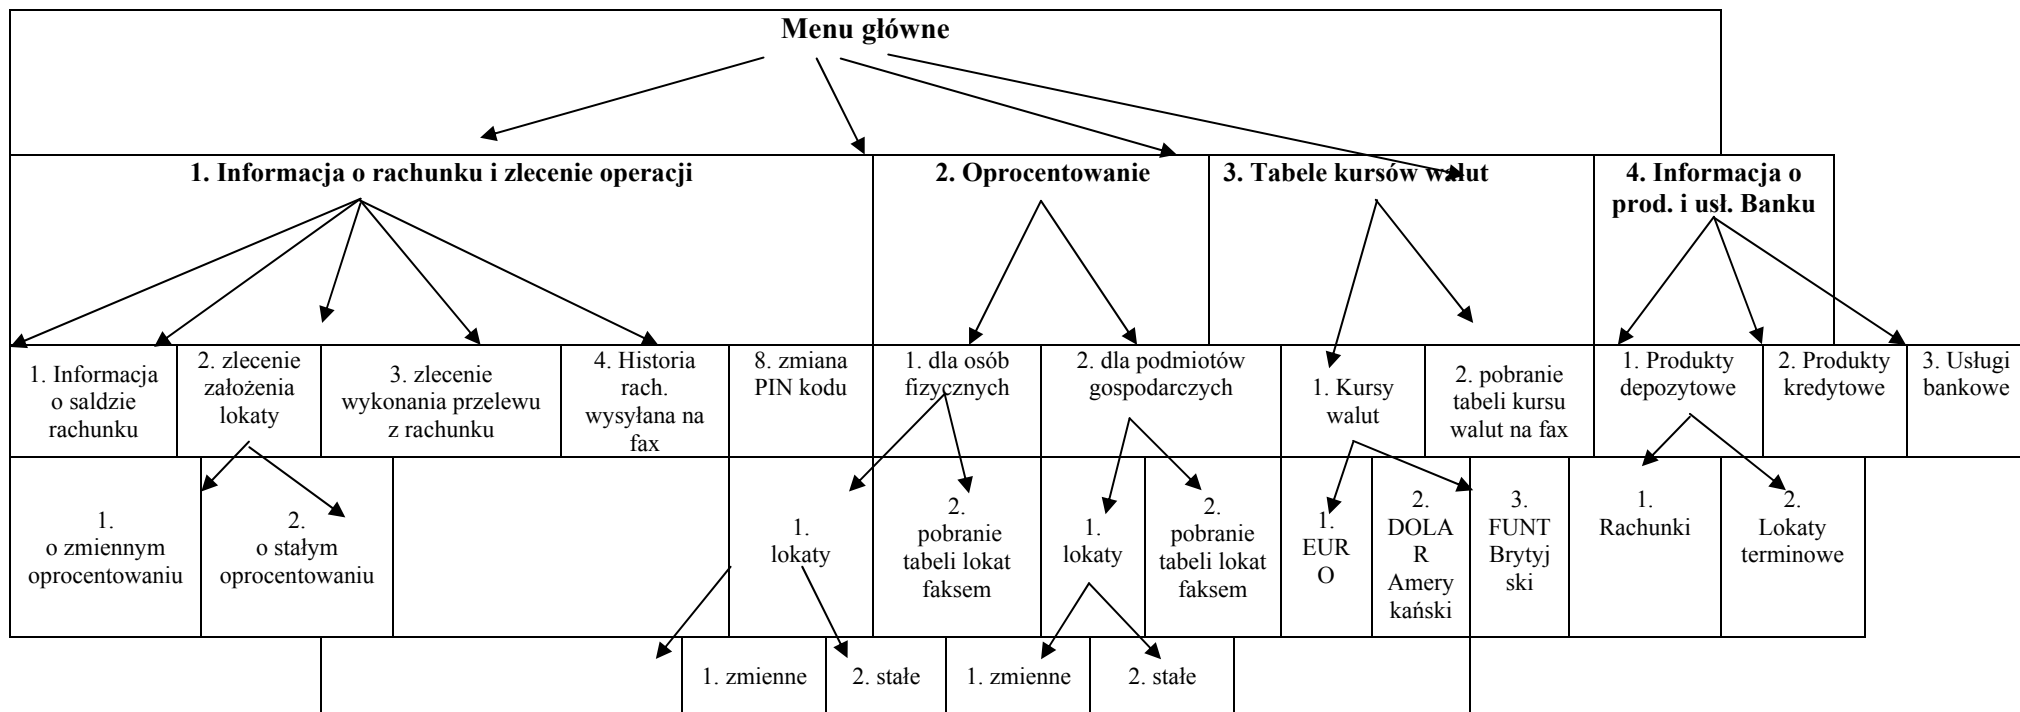 Menu główne
1. Informacja o rachunku i zlecenie operacji
2. Oprocentowanie
3. Tabele kursów walut
4. Informacja o
prod. i usł. Banku
1. Informacja
o saldzie
rachunku
2. zlecenie
założenia
lokaty
3. zlecenie
wykonania przelewu
z rachunku
4. Historia
rach.
wysyłana na
fax
8. zmiana
PIN kodu
1. dla osób
fizycznych
2. dla podmiotów
gospodarczych
1. Kursy
walut
2. pobranie
tabeli kursu
walut na fax
1. Produkty
depozytowe
2. Produkty
kredytowe
3. Usługi
bankowe
1.
o zmiennym
oprocentowaniu
2.
o stałym
oprocentowaniu
1.
lokaty
2.
pobranie
tabeli lokat
faksem
1.
lokaty
2.
pobranie
tabeli lokat
faksem
1.
EUR
O
2.
DOLA
R
Amery
kański
3.
FUNT
Brytyj
ski
1.
Rachunki
2.
Lokaty
terminowe
1. zmienne
2. stałe
1. zmienne
2. stałe